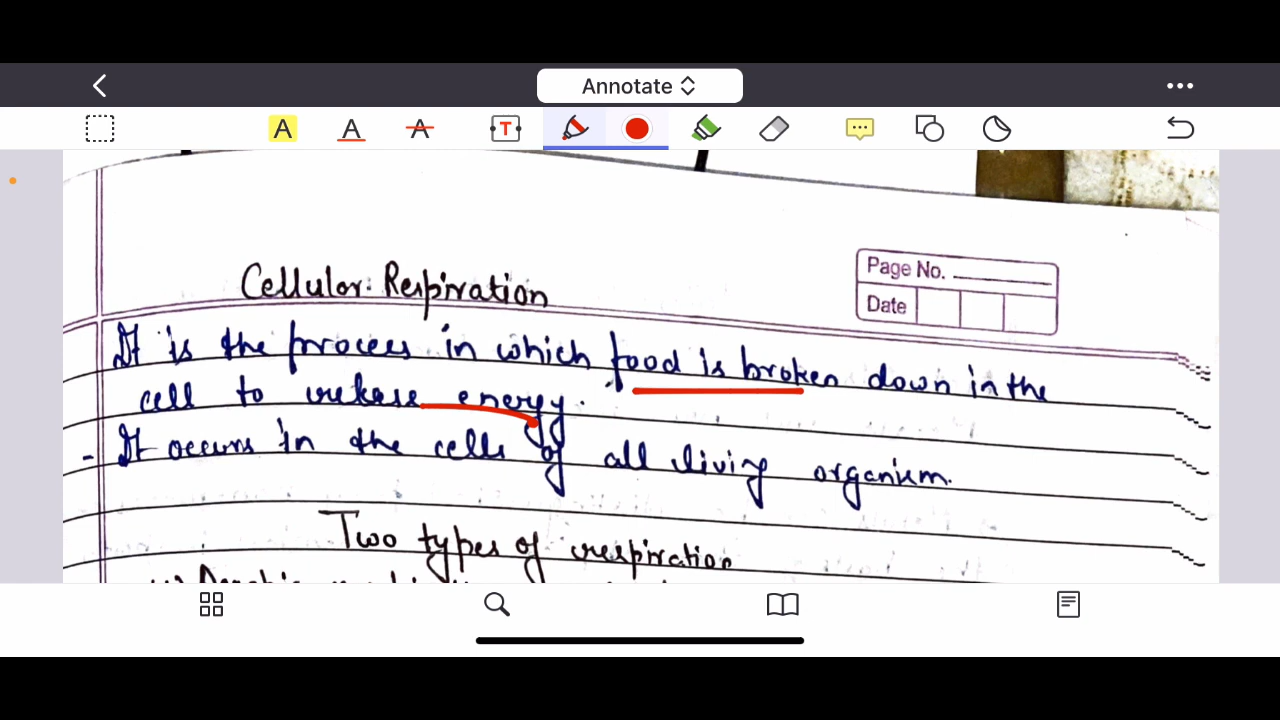 Annotate
A A A T
Cellular Respiration
Page No.
Date
It is the process in which food is broken down in the
cell to release energy.
- It occurs in the cells of all living organism.
Two types of respiration